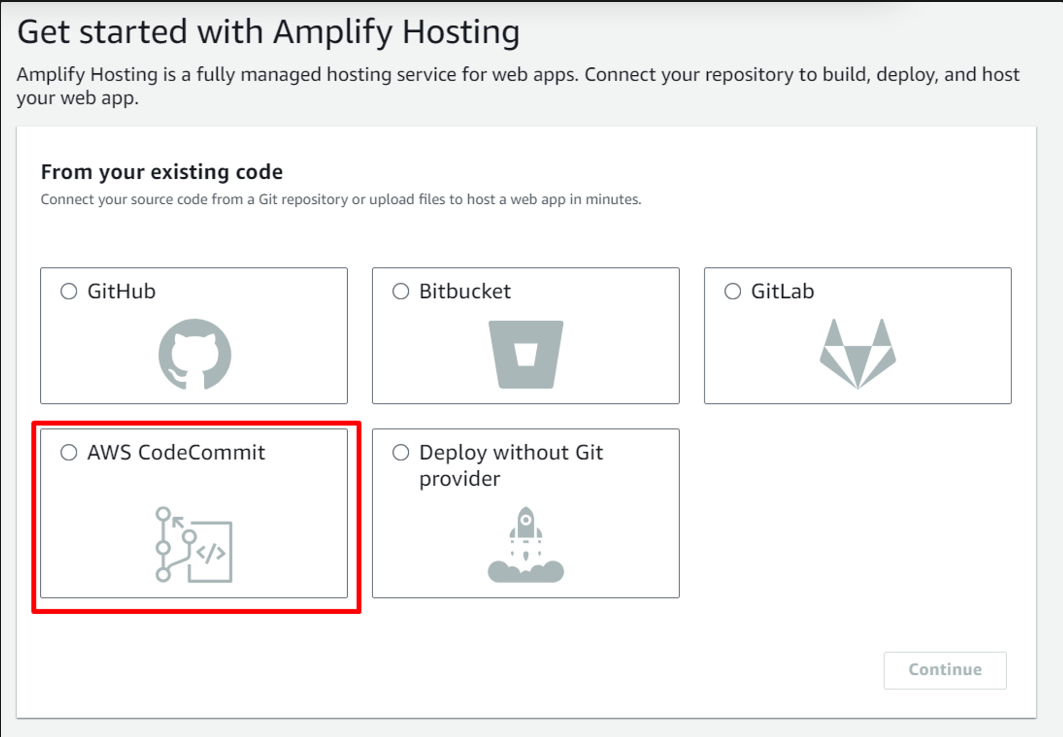 Get started with Amplify Hosting
Amplify Hosting is a fully managed hosting service for web apps. Connect your repository to build, deploy, and host
your web app.
From your existing code
Connect your source code from a Git repository or upload files to host a web app in minutes.
GitHub
Bitbucket
GitLab
AWS CodeCommit
Deploy without Git
provider
</>
Continue